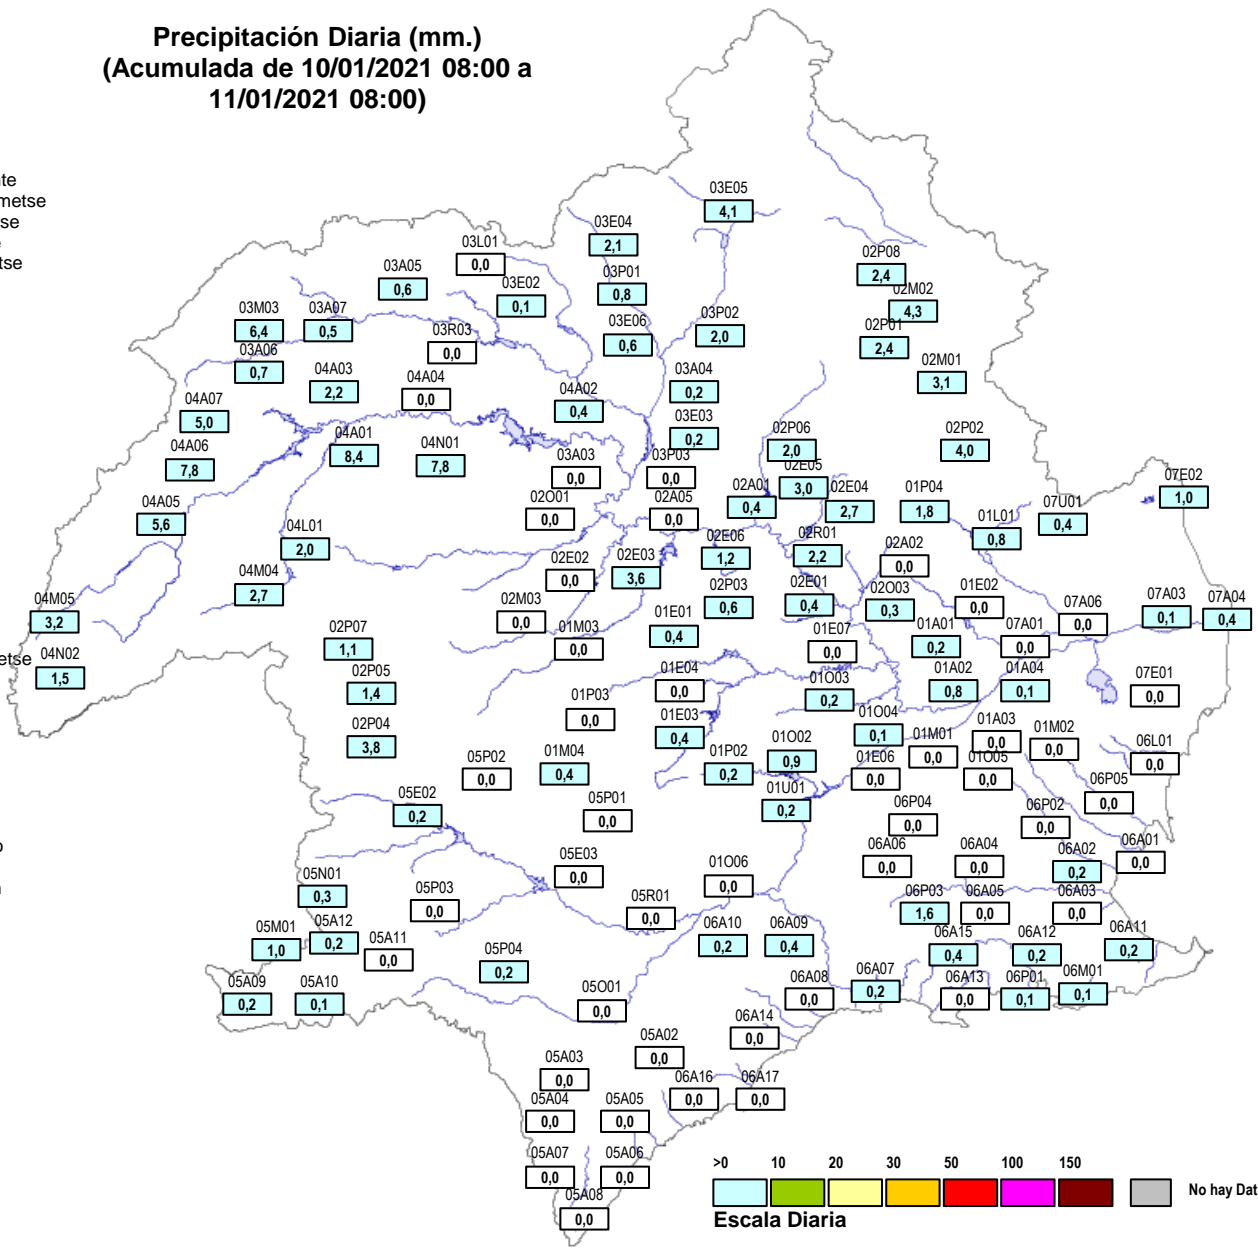 Precipitación Diaria (mm.)
(Acumulada de 10/01/2021 08:00 a
11/01/2021 08:00)
nte
metse
tse
e
tse
etse
o
n
03E05
4,1
03E04
2,1
03L01
0,0
03A05
0,6
03E02
0,1
03P01
0,8
02P08
2,4
02M02
4,3
03M03
6,4
03A07
0,5
03R03
0,0
03E06
0,6
03P02
2,0
02P01
2,4
03A06
0,7
04A03
2,2
04A04
0,0
03A04
0,2
02M01
3,1
04A07
5,0
04A02
0,4
03E03
0,2
04A01
8,4
04N01
7,8
04A06
7,8
02P06
2,0
02P02
4,0
03A03
0,0
03P03
0,0
02E05
3,0
07E02
1,0
04A05
5,6
02O01
0,0
02A05
0,0
02A01
0,4
02E04
2,7
01P04
1,8
07U01
0,4
01L01
0,8
04L01
2,0
02E06
1,2
02R01
2,2
02A02
0,0
02E02
0,0
02E03
3,6
04M04
2,7
02P03
0,6
02E01
0,4
02O03
0,3
01E02
0,0
07A03
0,1
07A04
0,4
04M05
3,2
02M03
0,0
01E01
0,4
07A06
0,0
02P07
1,1
01M03
0,0
01E07
0,0
01A01
0,2
07A01
0,0
04N02
1,5
02P05
1,4
01E04
0,0
01O03
0,2
01A02
0,8
01A04
0,1
07E01
0,0
01P03
0,0
02P04
3,8
01E03
0,4
01O04
0,1
01A03
0,0
01M02
0,0
01M01
0,0
06L01
0,0
05P02
0,0
01M04
0,4
01P02
0,2
01O02
0,9
01E06
0,0
01O05
0,0
06P05
0,0
05E02
0,2
05P01
0,0
01U01
0,2
06P04
0,0
06P02
0,0
05E03
0,0
01O06
0,0
06A06
0,0
06A04
0,0
06A02
0,2
06A01
0,0
05N01
0,3
05P03
0,0
05R01
0,0
06P03
1,6
06A05
0,0
06A03
0,0
05M01
1,0
05A12
0,2
05A11
0,0
06A10
0,2
06A09
0,4
06A15
0,4
06A12
0,2
06A11
0,2
05P04
0,2
05A09
0,2
05A10
0,1
05O01
0,0
06A08
0,0
06A07
0,2
06A13
0,0
06P01
0,1
06M01
0,1
06A14
0,0
05A02
0,0
05A03
0,0
06A16
0,0
06A17
0,0
05A04
0,0
05A05
0,0
05A07
0,0
05A06
0,0
05A08
0,0
>0 10 20 30 50 100 150
No hay Dat
Escala Diaria